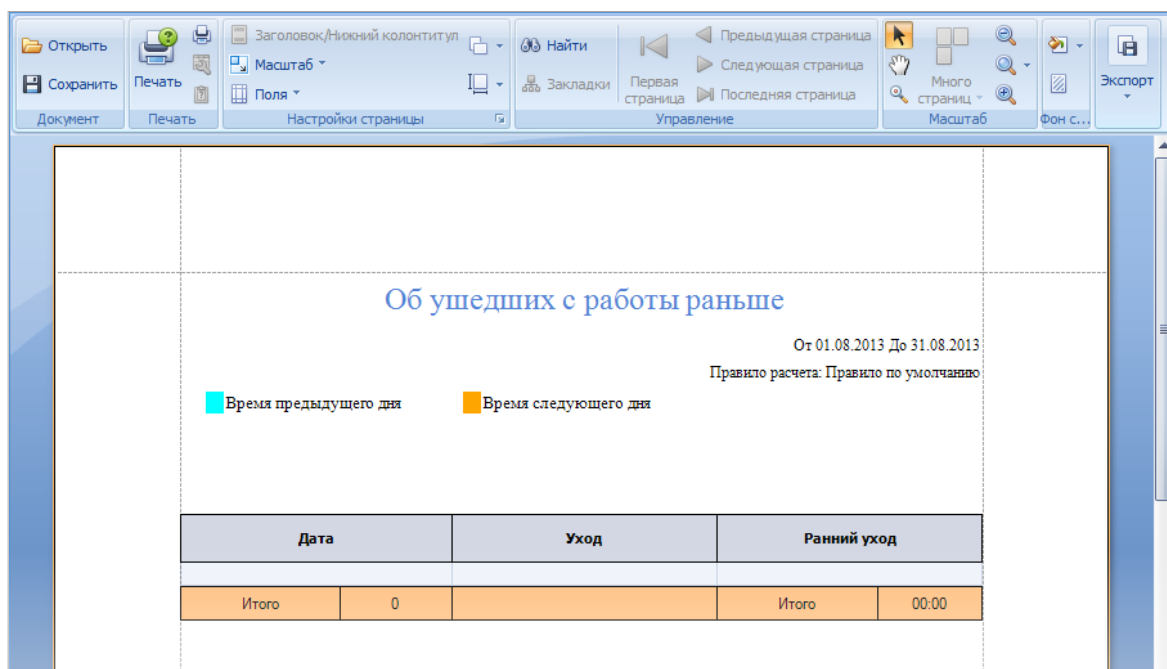 Открыть
Сохранить
Документ
Печать
Печать
Заголовок/Нижний колонтитул
Масштаб
Поля
Настройки страницы
Найти
Закладки
Первая
страница
Предыдущая страница
Следующая страница
Последняя страница
Управление
Много
страниц
Масштаб
Фон с...
Экспорт
Об ушедших с работы раньше
От 01.08.2013 До 31.08.2013
Правило расчета: Правило по умолчанию
Время предыдущего дня Время следующего дня
Дата Уход Ранний уход
Итого 0 Итого 00:00